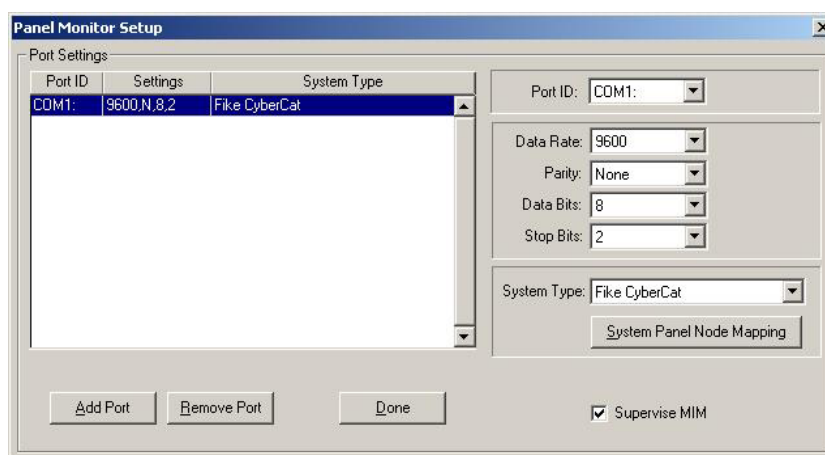 Panel Monitor Setup
Port Settings
Port ID Settings System Type
COM1: 9600,N,8,2 Fike CyberCat
Port ID: COM1:
Data Rate: 9600
Parity: None
Data Bits: 8
Stop Bits: 2
System Type: Fike CyberCat
System Panel Node Mapping
Add Port Remove Port Done
Supervise MIM